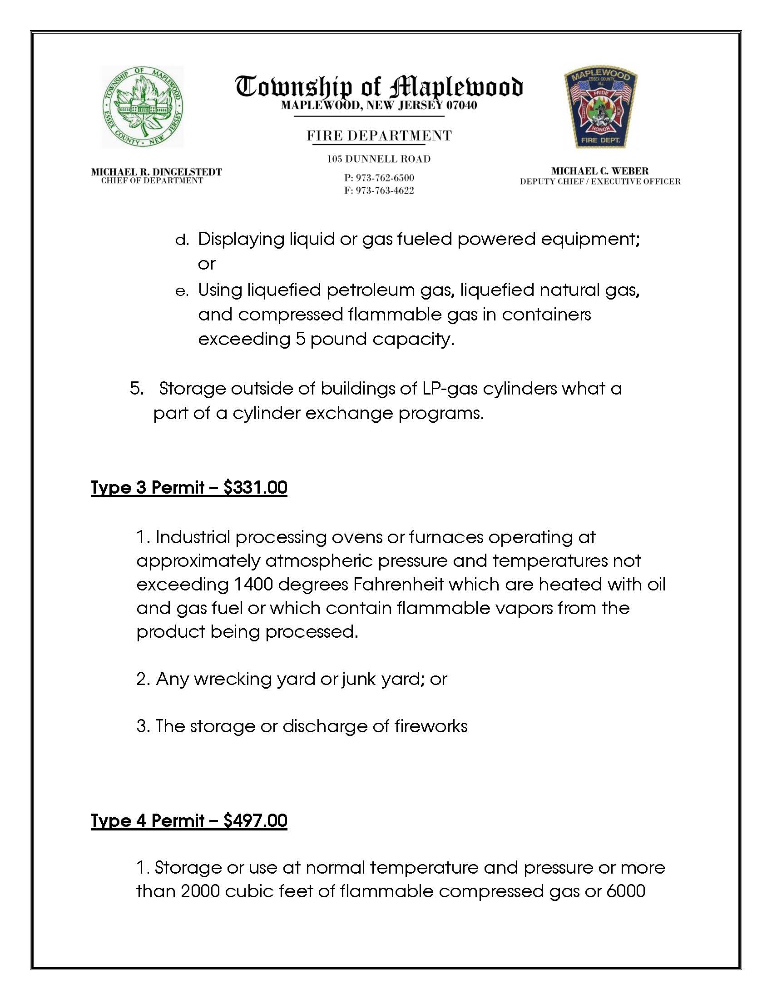 TOWNSHIP OF MAPLEWOOD
ESSEX COUNTY • NEW JERSEY
Township of Maplewood
MAPLEWOOD, NEW JERSEY 07040
FIRE DEPARTMENT
105 DUNNELL ROAD
P: 973-762-6500
F: 973-763-4622
MICHAEL R. DINGELSTEDT
CHIEF OF DEPARTMENT
MAPLEWOOD
ESSEX COUNTY
N.J.
PRIDE
HONOR
FIRE DEPT.
MICHAEL C. WEBER
DEPUTY CHIEF / EXECUTIVE OFFICER
d. Displaying liquid or gas fueled powered equipment;
or
e. Using liquefied petroleum gas, liquefied natural gas,
and compressed flammable gas in containers
exceeding 5 pound capacity.
5. Storage outside of buildings of LP-gas cylinders what a
part of a cylinder exchange programs.
Type 3 Permit – $331.00
1. Industrial processing ovens or furnaces operating at
approximately atmospheric pressure and temperatures not
exceeding 1400 degrees Fahrenheit which are heated with oil
and gas fuel or which contain flammable vapors from the
product being processed.
2. Any wrecking yard or junk yard; or
3. The storage or discharge of fireworks
Type 4 Permit – $497.00
1. Storage or use at normal temperature and pressure or more
than 2000 cubic feet of flammable compressed gas or 6000